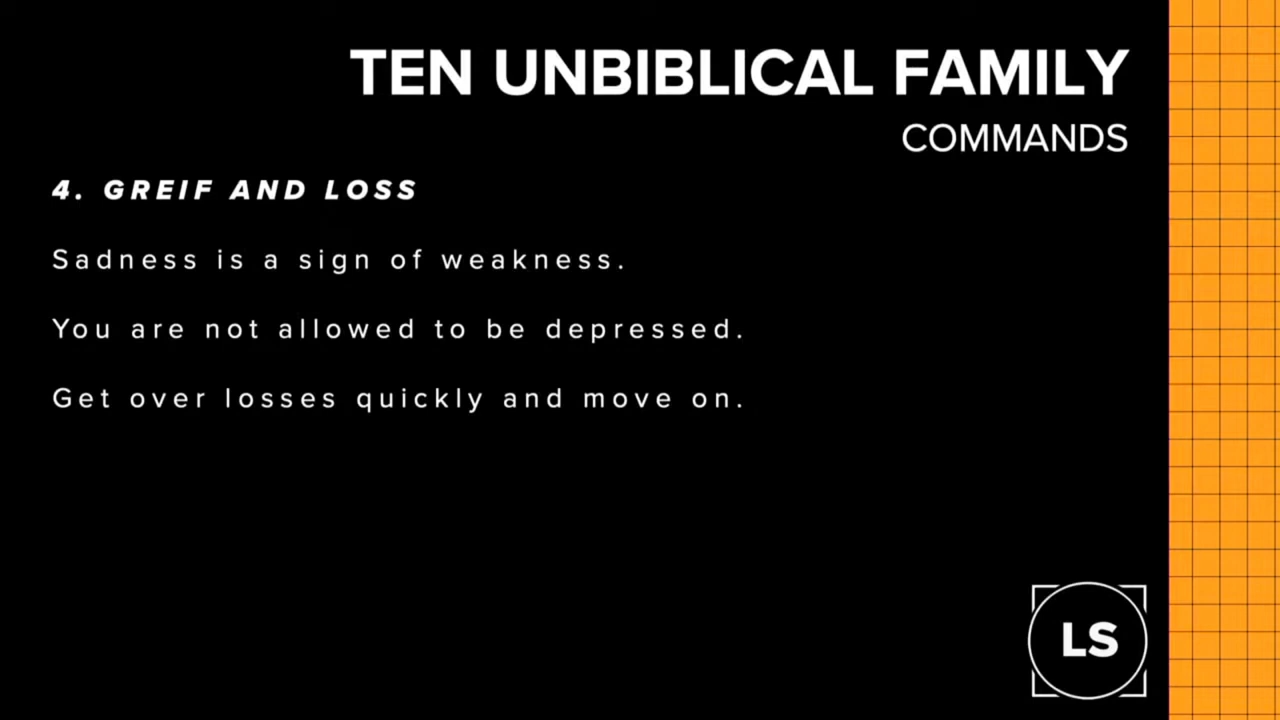 TEN UNBIBLICAL FAMILY
COMMANDS
4. GREIF AND LOSS
Sadness is a sign of weakness.
You are not allowed to be depressed.
Get over losses quickly and move on.
LS